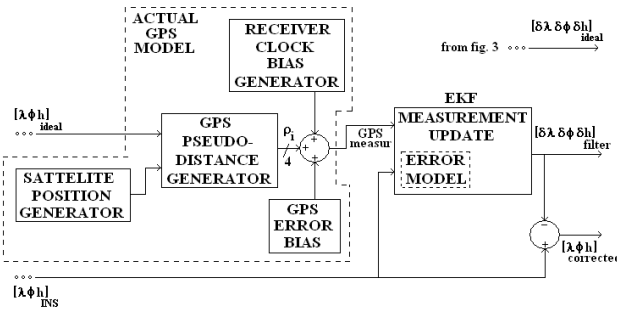 ACTUAL
GPS
MODEL
RECEIVER
CLOCK
BIAS
GENERATOR
[δλ δϕ δh]
ideal
from fig. 3
[λϕh]
ideal
GPS
PSEUDO-
DISTANCE
GENERATOR
ρi
4
GPS
measur
EKF
MEASUREMENT
UPDATE
ERROR
MODEL
[δλ δϕ δh]
filter
SATTELITE
POSITION
GENERATOR
GPS
ERROR
BIAS
[λϕh]
corrected
[λϕh]
INS